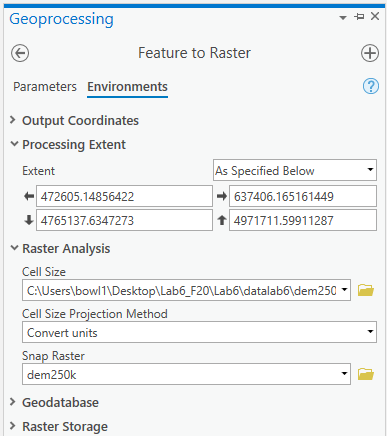 Geoprocessing
Feature to Raster
Parameters Environments
Output Coordinates
Processing Extent
Extent As Specified Below
472605.14856422 637406.165161449
4765137.6347273 4971711.59911287
Raster Analysis
Cell Size
C:\Users\bowl1\Desktop\Lab6_F20\Lab6\datalab6\dem250
Cell Size Projection Method
Convert units
Snap Raster
dem250k
Geodatabase
Raster Storage